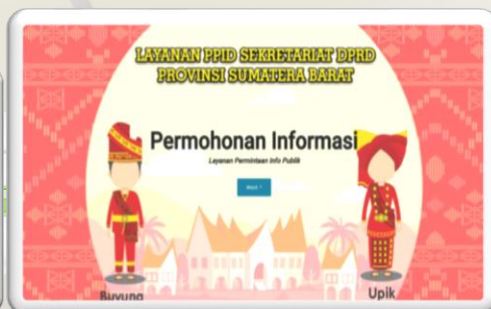 LAYANAN PPID SEKRETARIAT DPRD
PROVINSI SUMATERA BARAT
Permohonan Informasi
Layanan Permintaan Info Publik
Buyung
Upik